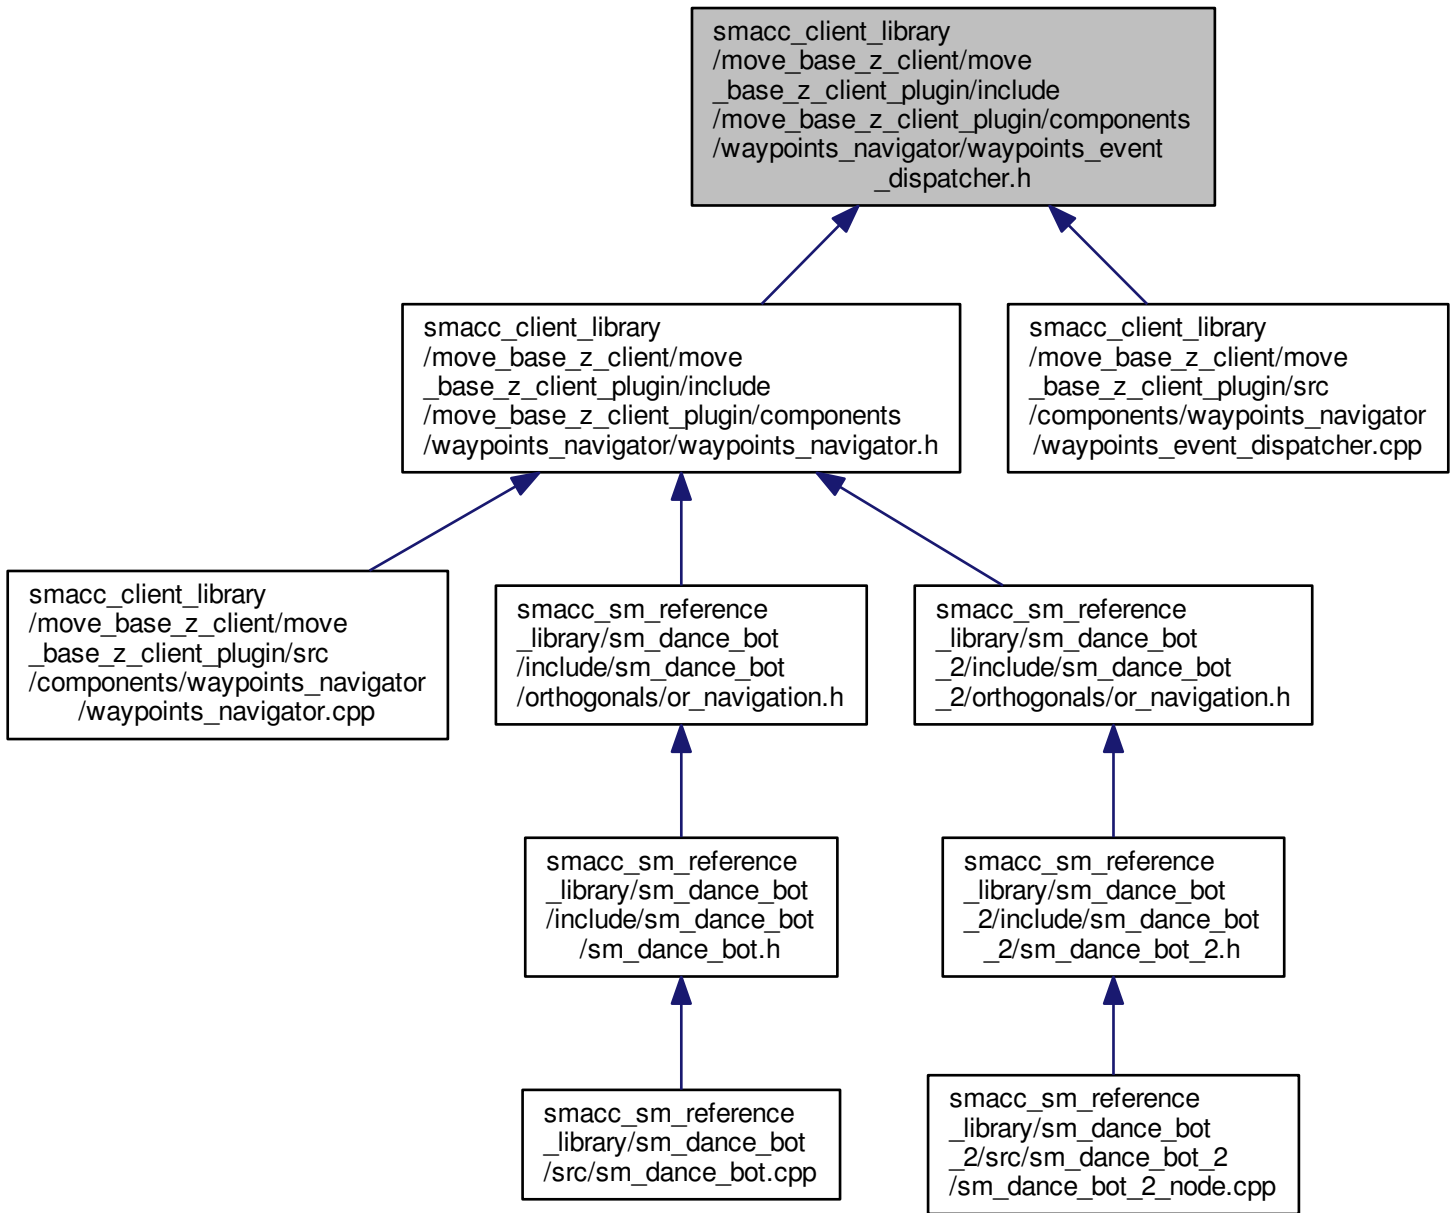 smacc_client_library
/move_base_z_client/move
_base_z_client_plugin/include
/move_base_z_client_plugin/components
/waypoints_navigator/waypoints_event
_dispatcher.h
smacc_client_library
/move_base_z_client/move
_base_z_client_plugin/include
/move_base_z_client_plugin/components
/waypoints_navigator/waypoints_navigator.h
smacc_client_library
/move_base_z_client/move
_base_z_client_plugin/src
/components/waypoints_navigator
/waypoints_event_dispatcher.cpp
smacc_client_library
/move_base_z_client/move
_base_z_client_plugin/src
/components/waypoints_navigator
/waypoints_navigator.cpp
smacc_sm_reference
_library/sm_dance_bot
/include/sm_dance_bot
/orthogonals/or_navigation.h
smacc_sm_reference
_library/sm_dance_bot
_2/include/sm_dance_bot
_2/orthogonals/or_navigation.h
smacc_sm_reference
_library/sm_dance_bot
/include/sm_dance_bot
/sm_dance_bot.h
smacc_sm_reference
_library/sm_dance_bot
_2/include/sm_dance_bot
_2/sm_dance_bot_2.h
smacc_sm_reference
_library/sm_dance_bot
/src/sm_dance_bot.cpp
smacc_sm_reference
_library/sm_dance_bot
_2/src/sm_dance_bot_2
/sm_dance_bot_2_node.cpp